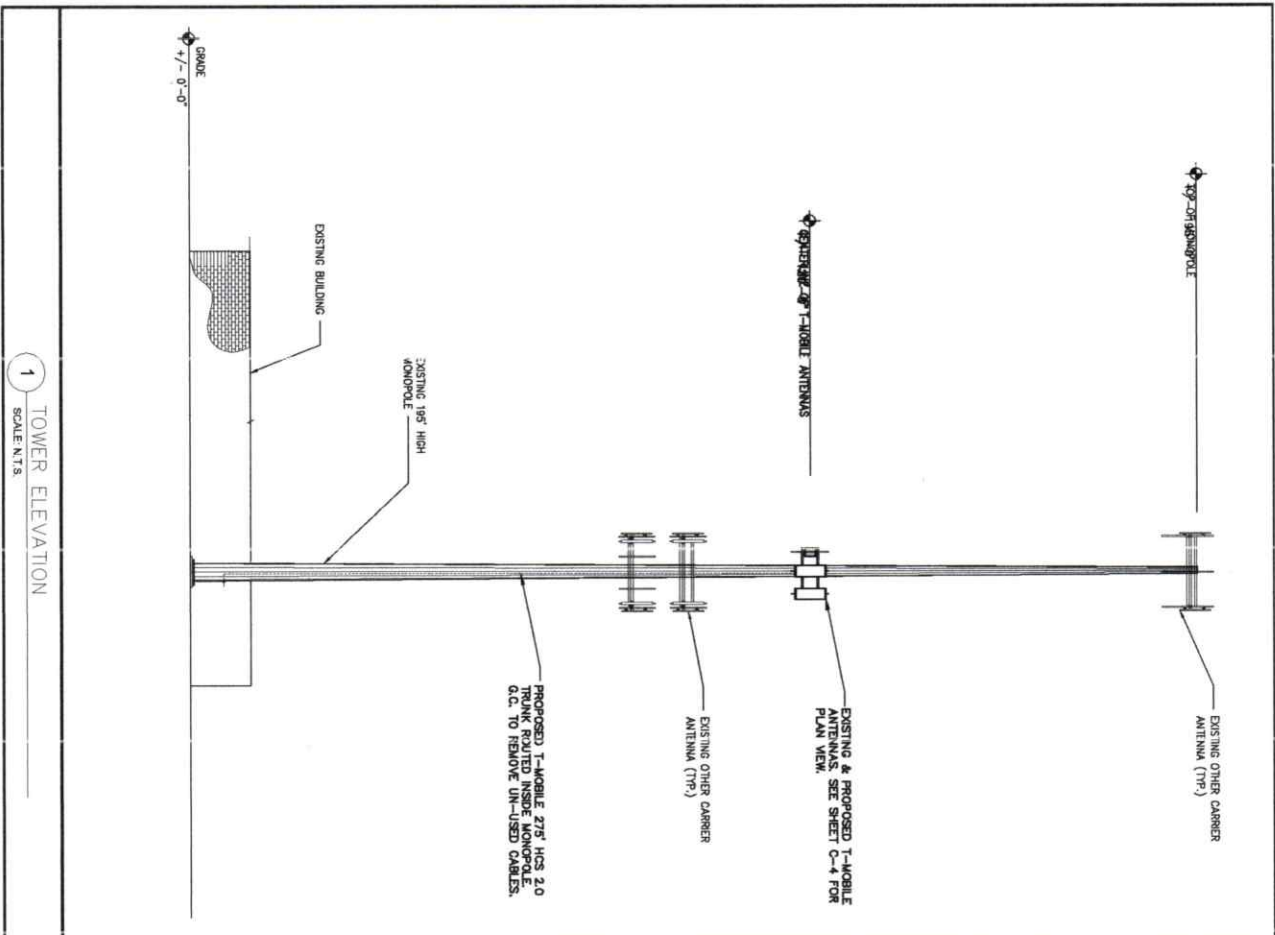 TOP OF MONOPOLE
EXISTING OTHER CARRIER
ANTENNA (TYP.)
T-MOBILE ANTENNAS
EXISTING & PROPOSED T-MOBILE
ANTENNAS. SEE SHEET C-4 FOR
PLAN VIEW.
EXISTING OTHER CARRIER
ANTENNA (TYP.)
PROPOSED T-MOBILE 275' HCS 2.0
TRUNK ROUTED INSIDE MONOPOLE.
G.C. TO REMOVE UN-USED CABLES.
EXISTING 195' HIGH
MONOPOLE
EXISTING BUILDING
GRADE
+/- 0'-0"
1
TOWER ELEVATION
SCALE: N.T.S.